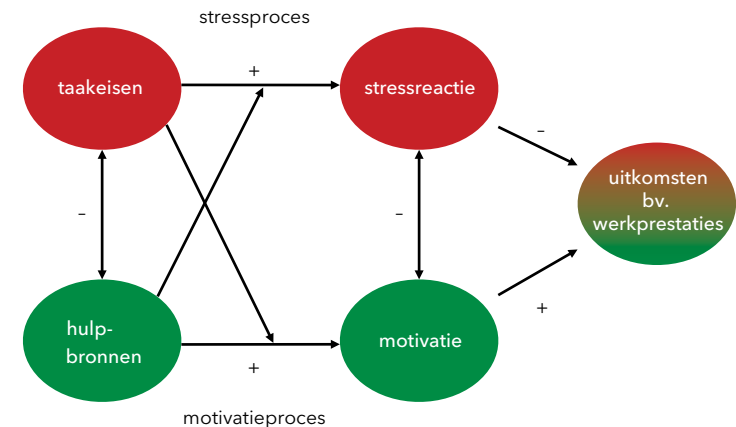 stressproces
+
taakeisen
stressreactie
–
uitkomsten
bv.
werkprestaties
–
–
+
hulp-
bronnen
motivatie
+
motivatieproces